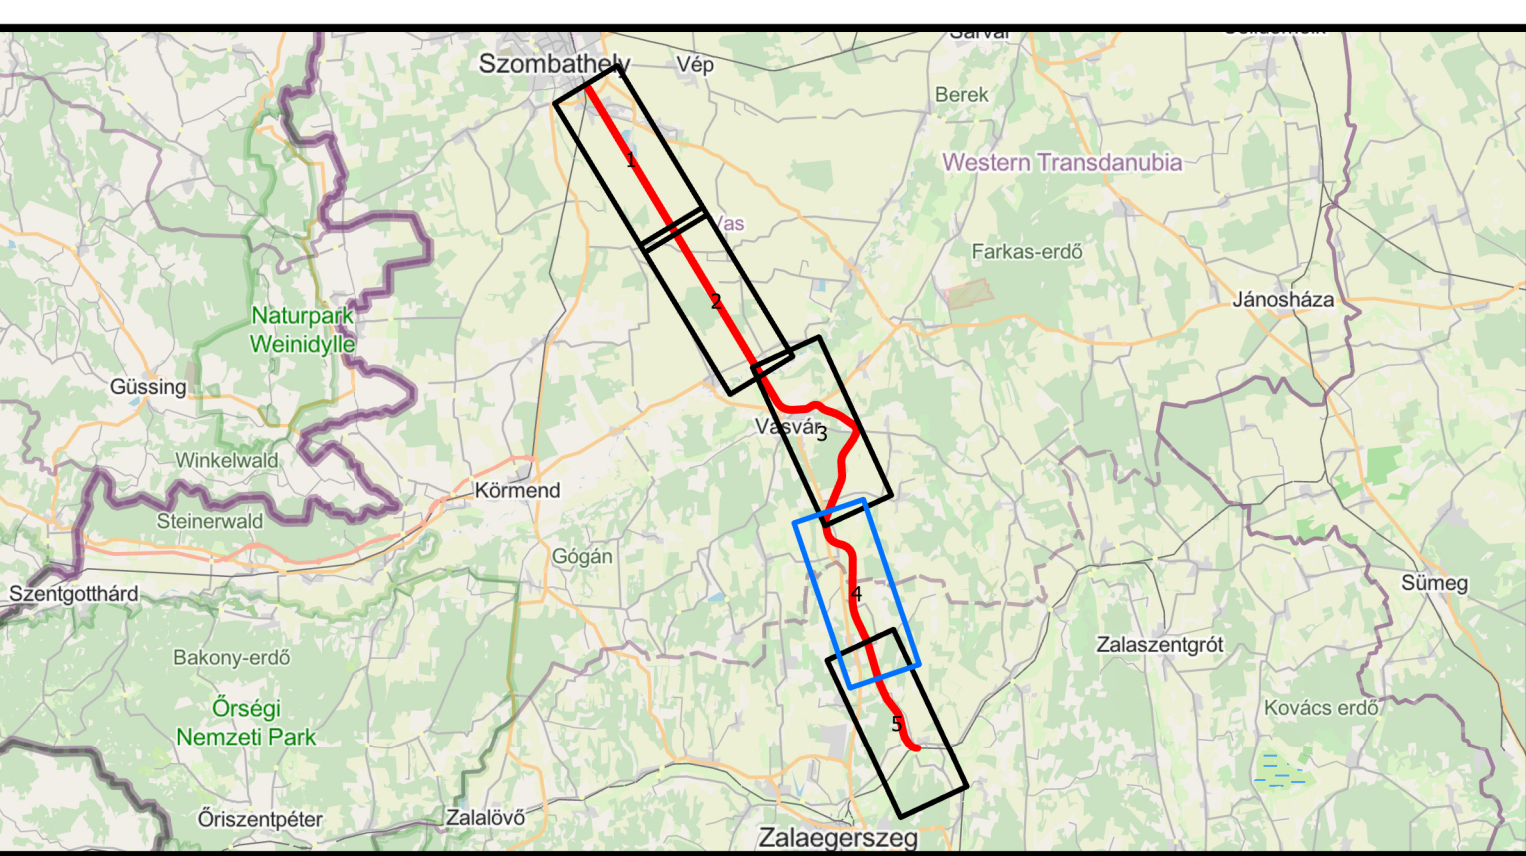 Sárvár
Celldömölk
Szombathely
Vép
Berek
1
Western Transdanubia
Vas
Farkas-erdő
2
Jánosháza
Naturpark
Weinidylle
Güssing
Vasvár
3
Winkelwald
Körmend
Steinerwald
Gógán
Szentgotthárd
4
Sümeg
Bakony-erdő
Zalaszentgrót
Őrségi
Nemzeti Park
Kovács erdő
5
Őriszentpéter
Zalalövő
Zalaegerszeg